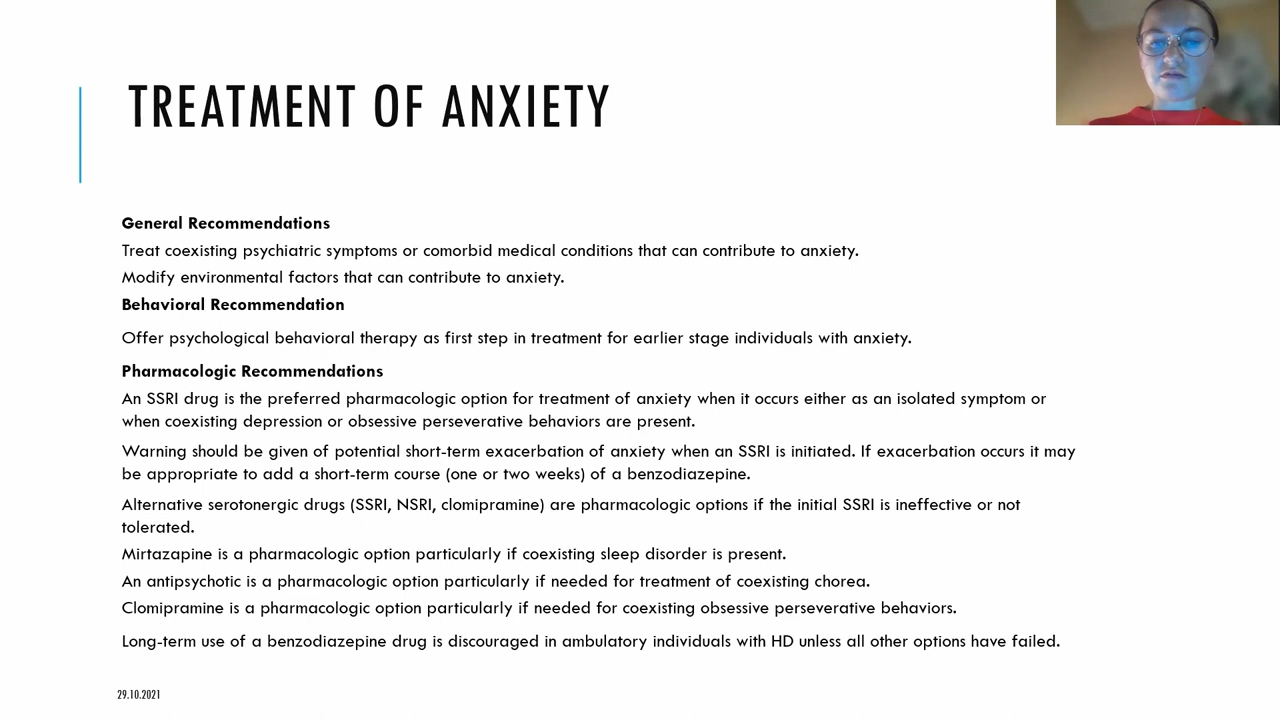 TREATMENT OF ANXIETY
General Recommendations
Treat coexisting psychiatric symptoms or comorbid medical conditions that can contribute to anxiety.
Modify environmental factors that can contribute to anxiety.
Behavioral Recommendation
Offer psychological behavioral therapy as first step in treatment for earlier stage individuals with anxiety.
Pharmacologic Recommendations
An SSRI drug is the preferred pharmacologic option for treatment of anxiety when it occurs either as an isolated symptom or
when coexisting depression or obsessive perseverative behaviors are present.
Warning should be given of potential short-term exacerbation of anxiety when an SSRI is initiated. If exacerbation occurs it may
be appropriate to add a short-term course (one or two weeks) of a benzodiazepine.
Alternative serotonergic drugs (SSRI, NSRI, clomipramine) are pharmacologic options if the initial SSRI is ineffective or not
tolerated.
Mirtazapine is a pharmacologic option particularly if coexisting sleep disorder is present.
An antipsychotic is a pharmacologic option particularly if needed for treatment of coexisting chorea.
Clomipramine is a pharmacologic option particularly if needed for coexisting obsessive perseverative behaviors.
Long-term use of a benzodiazepine drug is discouraged in ambulatory individuals with HD unless all other options have failed.
29.10.2021